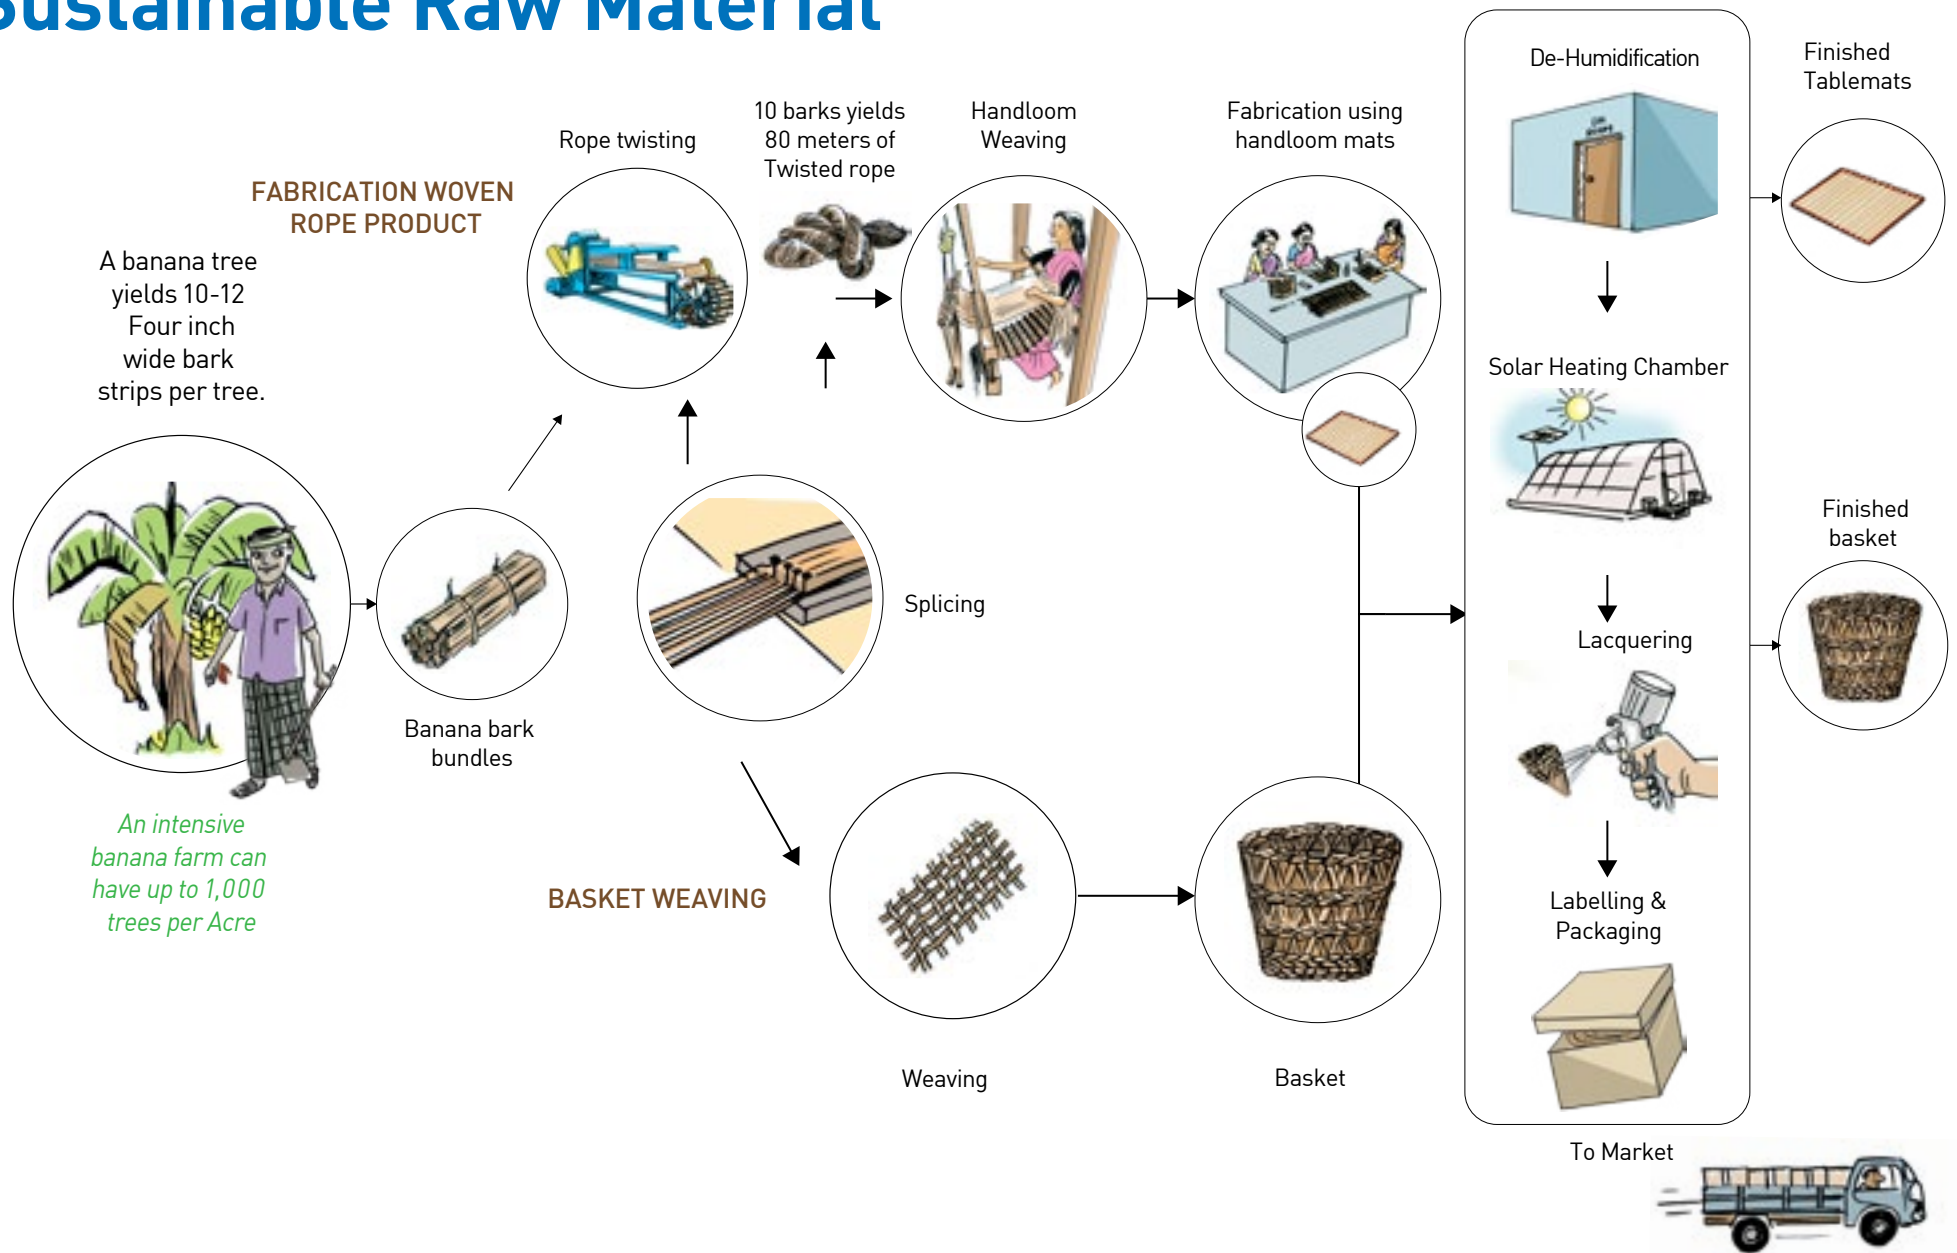 Sustainable Raw Material
FABRICATION WOVEN
ROPE PRODUCT
A banana tree
yields 10-12
Four inch
wide bark
strips per tree.
An intensive
banana farm can
have up to 1,000
trees per Acre
Banana bark
bundles
Rope twisting
10 barks yields
80 meters of
Twisted rope
Handloom
Weaving
Fabrication using
handloom mats
Splicing
BASKET WEAVING
Weaving
Basket
De-Humidification
Solar Heating Chamber
Lacquering
Labelling &
Packaging
To Market
Finished
Tablemats
Finished
basket